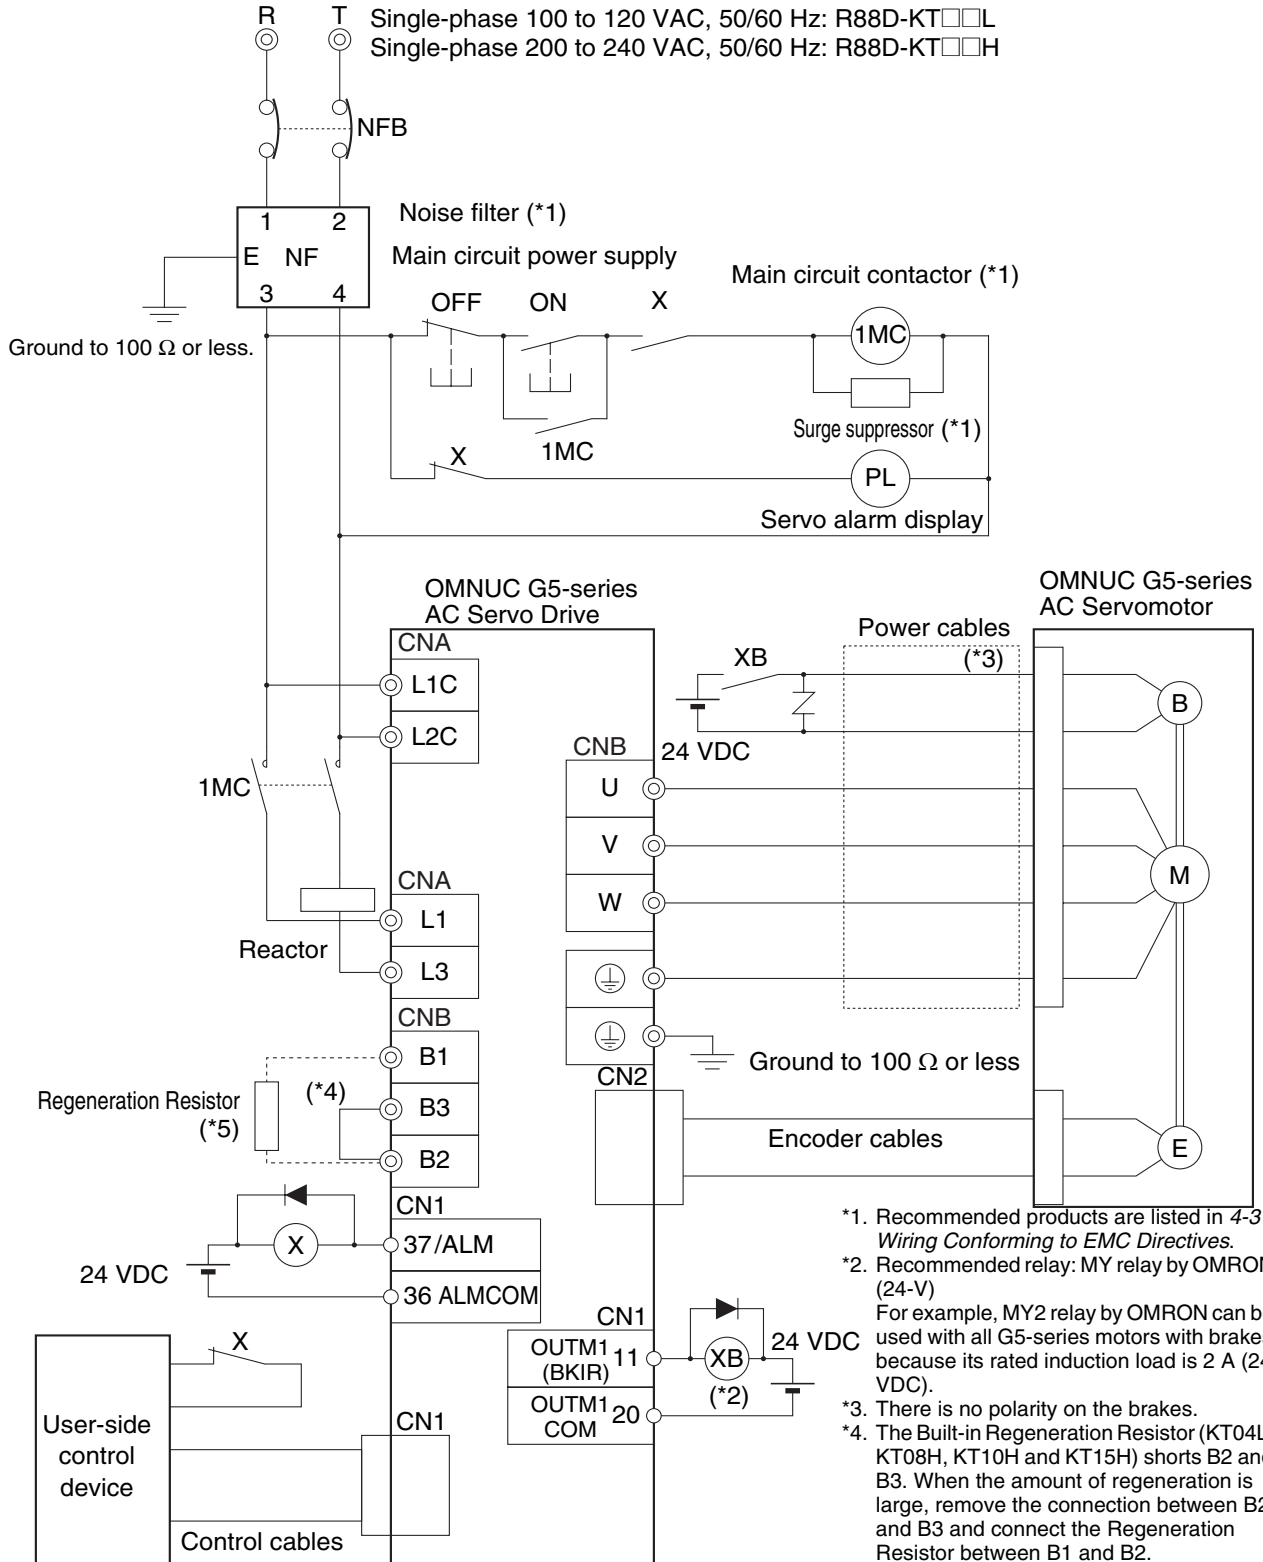 R T Single-phase 100 to 120 VAC, 50/60 Hz: R88D-KT□□L
Single-phase 200 to 240 VAC, 50/60 Hz: R88D-KT□□H
NFB
1 2
Noise filter (*1)
E NF
3 4
Main circuit power supply
Main circuit contactor (*1)
OFF ON X
1MC
Ground to 100 Ω or less.
Surge suppressor (*1)
1MC
X
PL
Servo alarm display
OMNUC G5-series
AC Servo Drive
OMNUC G5-series
AC Servomotor
CNA
L1C
L2C
Power cables
(*3)
XB
B
24 VDC
CNB
U
V
W
M
1MC
CNA
L1
L3
Reactor
CNB
B1
B3
B2
Regeneration Resistor
(*5)
(*4)
Ground to 100 Ω or less
CN2
Encoder cables
E
CN1
X
37/ALM
24 VDC
36 ALMCOM
CN1
OUTM1 11
(BKIR)
XB
24 VDC
(*2)
OUTM1 20
COM
X
User-side
control
device
CN1
Control cables
*1. Recommended products are listed in 4-3
Wiring Conforming to EMC Directives.
*2. Recommended relay: MY relay by OMRON
(24-V)
For example, MY2 relay by OMRON can b
used with all G5-series motors with brake
because its rated induction load is 2 A (24
VDC).
*3. There is no polarity on the brakes.
*4. The Built-in Regeneration Resistor (KT04L
KT08H, KT10H and KT15H) shorts B2 and
B3. When the amount of regeneration is
large, remove the connection between B2
and B3 and connect the Regeneration
Resistor between B1 and B2.